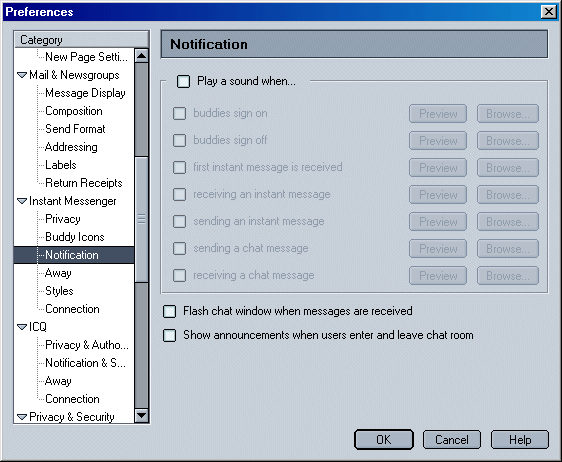 Preferences
Category
New Page Setti...
Mail & Newsgroups
Message Display
Composition
Send Format
Addressing
Labels
Return Receipts
Instant Messenger
Privacy
Buddy Icons
Notification
Away
Styles
Connection
ICQ
Privacy & Autho...
Notification & S...
Away
Connection
Privacy & Security
Notification
Play a sound when...
buddies sign on Preview Browse...
buddies sign off Preview Browse...
first instant message is received Preview Browse...
receiving an instant message Preview Browse...
sending an instant message Preview Browse...
sending a chat message Preview Browse...
receiving a chat message Preview Browse...
Flash chat window when messages are received
Show announcements when users enter and leave chat room
OK Cancel Help